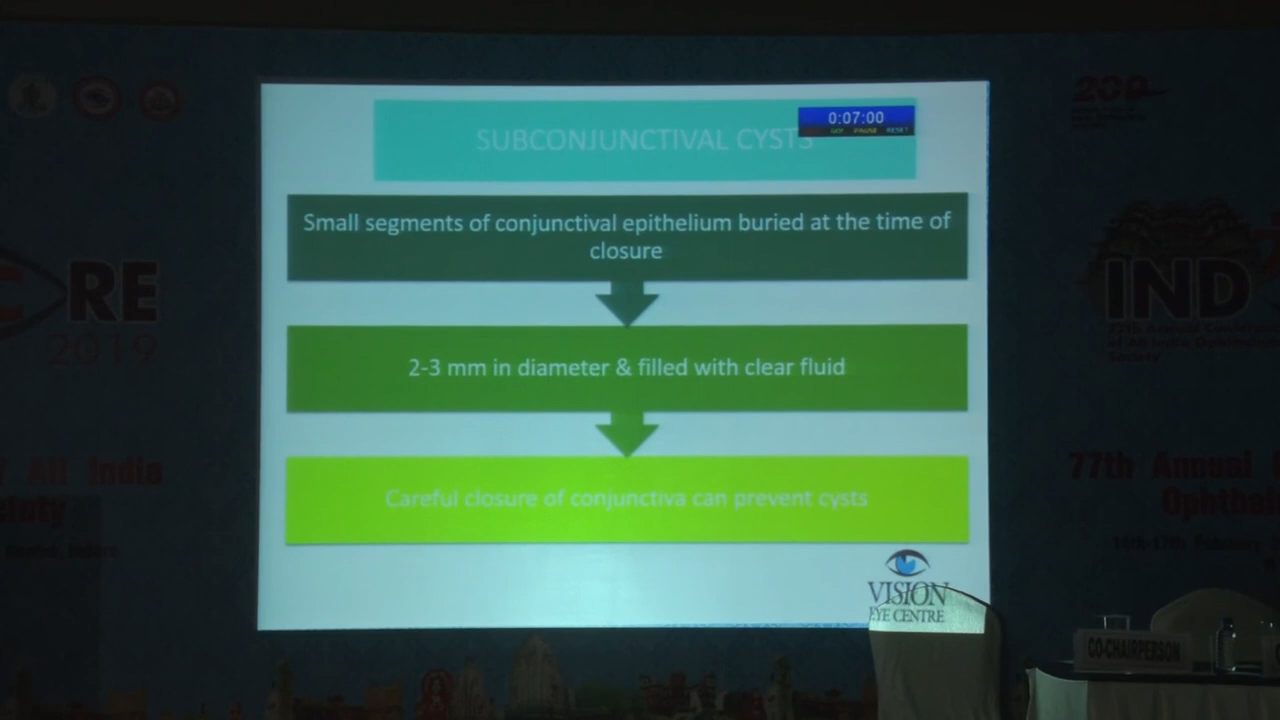 SUBCONJUNCTIVAL CYSTS
0:07:00
GO! PAUSE RESET
Small segments of conjunctival epithelium buried at the time of
closure
2-3 mm in diameter & filled with clear fluid
Careful closure of conjunctiva can prevent cysts
VISION
EYE CENTRE
RE
2019
All India
IND
77th Annual
CO-CHAIRPERSON